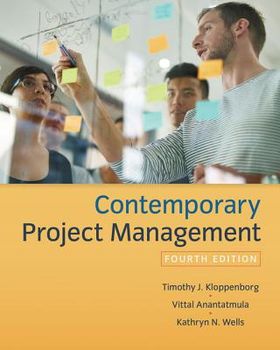 Contemporary
Project Management
FOURTH EDITION
Timothy J. Kloppenborg
Vittal Anantatmula
Kathryn N. Wells